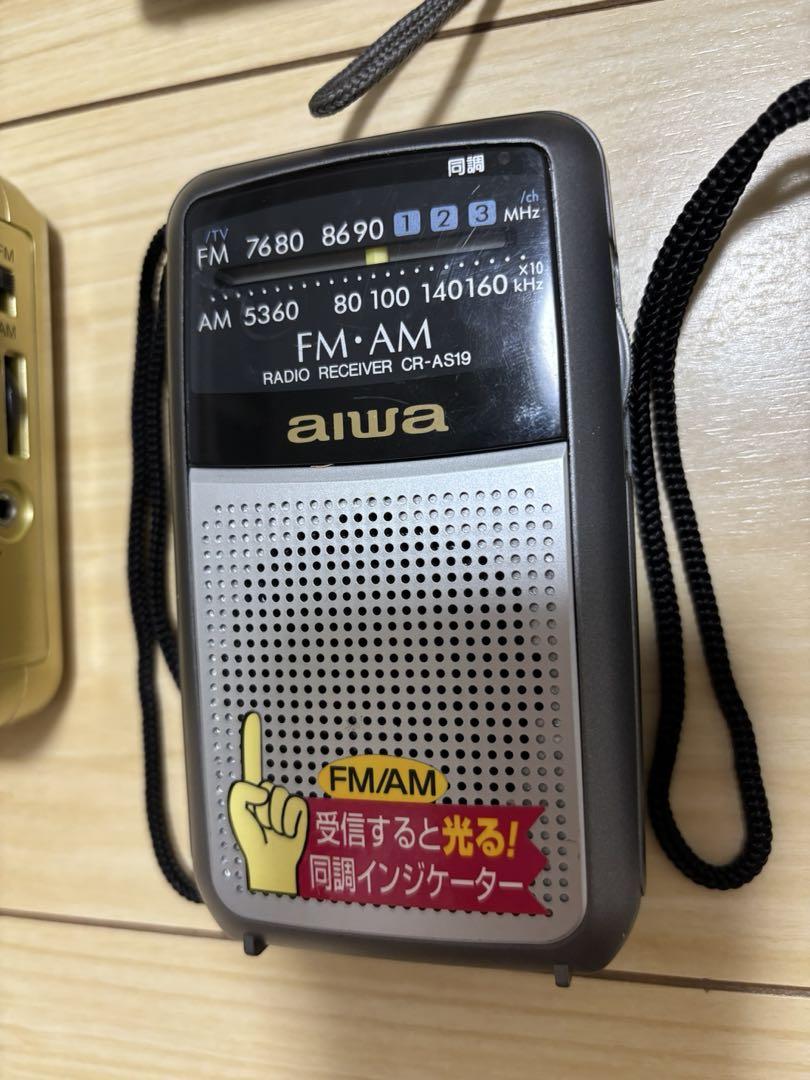 同調
/TV /ch
FM 7680 8690 1 2 3 MHz
AM 5360 80 100 140160 ×10 kHz
FM・AM
RADIO RECEIVER CR-AS19
aiwa
FM/AM
受信すると光る!
同調インジケーター
FM
AM